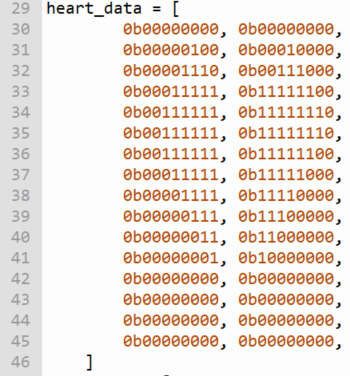 29 heart_data = [
30 0b00000000, 0b00000000,
31 0b00000100, 0b00010000,
32 0b00001110, 0b00111000,
33 0b00011111, 0b11111100,
34 0b00111111, 0b11111110,
35 0b00111111, 0b11111110,
36 0b00111111, 0b11111100,
37 0b00011111, 0b11111000,
38 0b00001111, 0b11110000,
39 0b00000111, 0b11100000,
40 0b00000011, 0b11000000,
41 0b00000001, 0b10000000,
42 0b00000000, 0b00000000,
43 0b00000000, 0b00000000,
44 0b00000000, 0b00000000,
45 0b00000000, 0b00000000,
46 ]